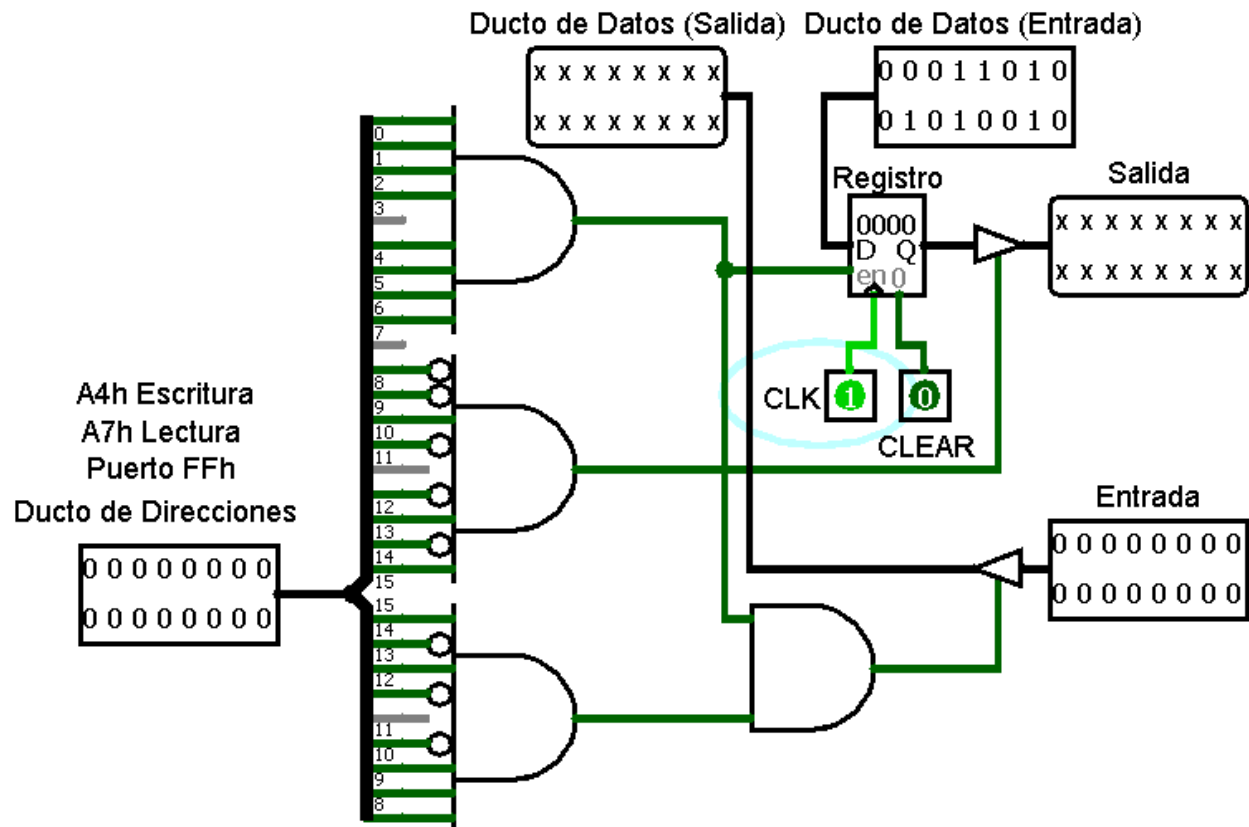 Ducto de Datos (Salida)
Ducto de Datos (Entrada)
x x x x x x x x
x x x x x x x x
0 0 0 1 1 0 1 0
0 1 0 1 0 0 1 0
Registro
0000
D Q
en 0
Salida
x x x x x x x x
x x x x x x x x
CLK
1
0
CLEAR
A4h Escritura
A7h Lectura
Puerto FFh
Ducto de Direcciones
0 0 0 0 0 0 0 0
0 0 0 0 0 0 0 0
0
1
2
3
4
5
6
7
8
9
10
11
12
13
14
15
15
14
13
12
11
10
9
8
Entrada
0 0 0 0 0 0 0 0
0 0 0 0 0 0 0 0